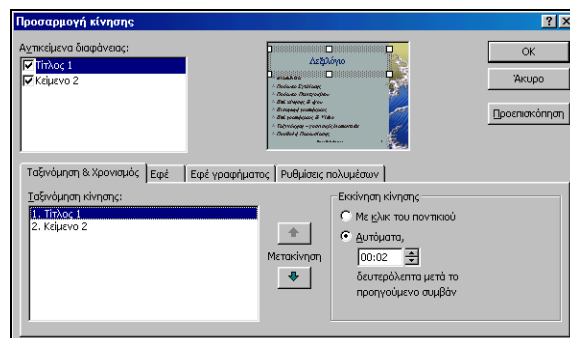 Προσαρμογή κίνησης
Αντικείμενα διαφάνειας:
Τίτλος 1
Κείμενο 2
Λεξιλόγιο
OK
Άκυρο
Προεπισκόπηση
Ταξινόμηση & Χρονισμός
Εφέ
Εφέ γραφήματος
Ρυθμίσεις πολυμέσων
Ταξινόμηση κίνησης:
1. Τίτλος 1
2. Κείμενο 2
Μετακίνηση
Εκκίνηση κίνησης
Με κλικ του ποντικιού
Αυτόματα,
00:02
δευτερόλεπτα μετά το
προηγούμενο συμβάν